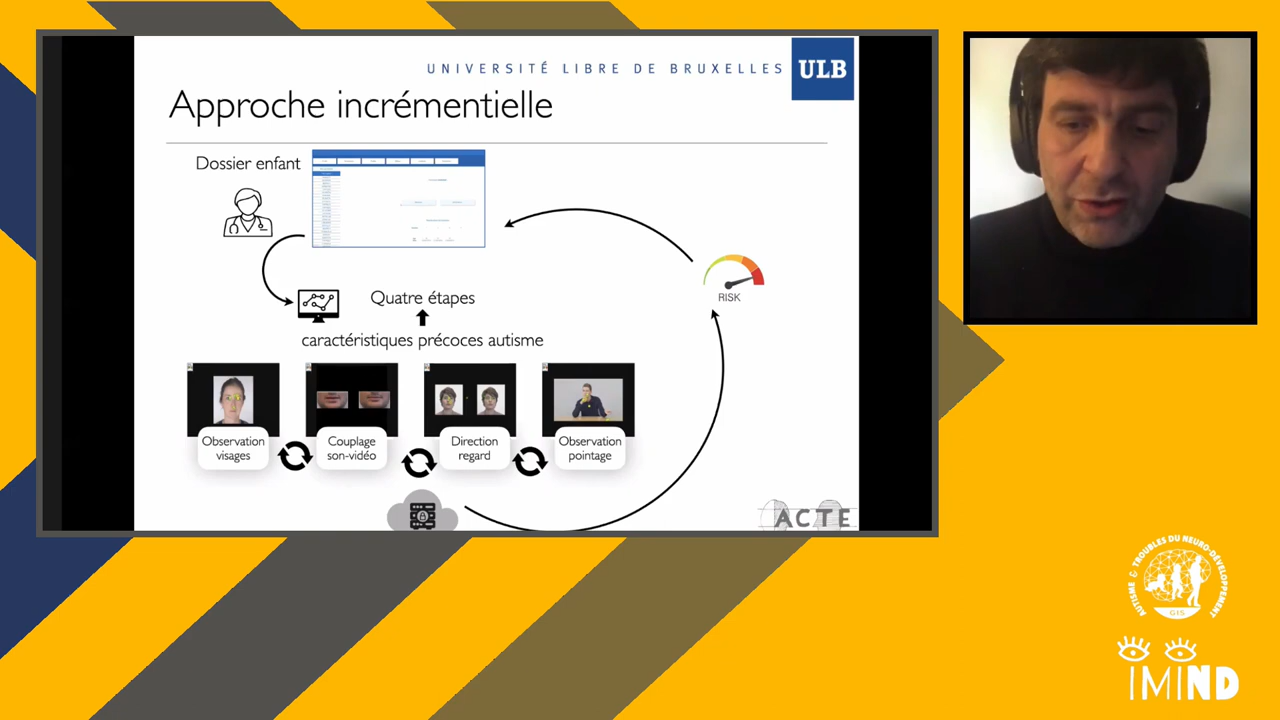 UNIVERSITÉ LIBRE DE BRUXELLES
ULB
Approche incrémentielle
Dossier enfant
RISK
Quatre étapes
caractéristiques précoces autisme
Observation
visages
Couplage
son-vidéo
Direction
regard
Observation
pointage
ACTE
AUTISME & TROUBLES DU NEURO-DÉVELOPPEMENT
GIS
iMiND